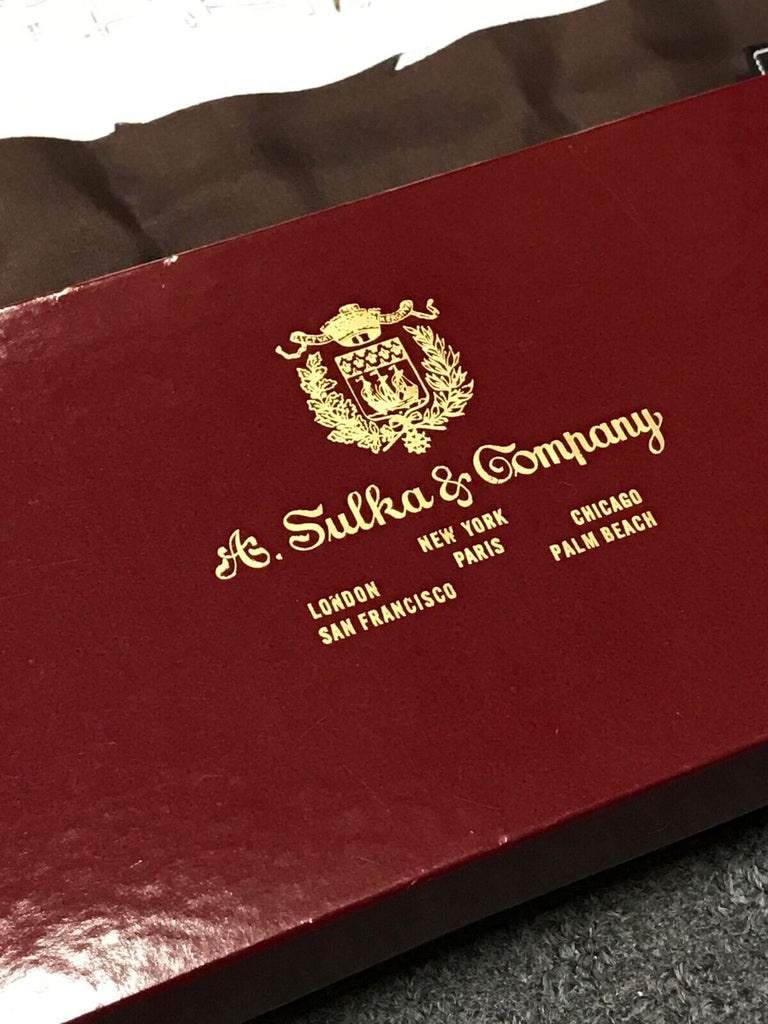 A. Sulka & Company
LONDON NEW YORK CHICAGO
SAN FRANCISCO PARIS PALM BEACH